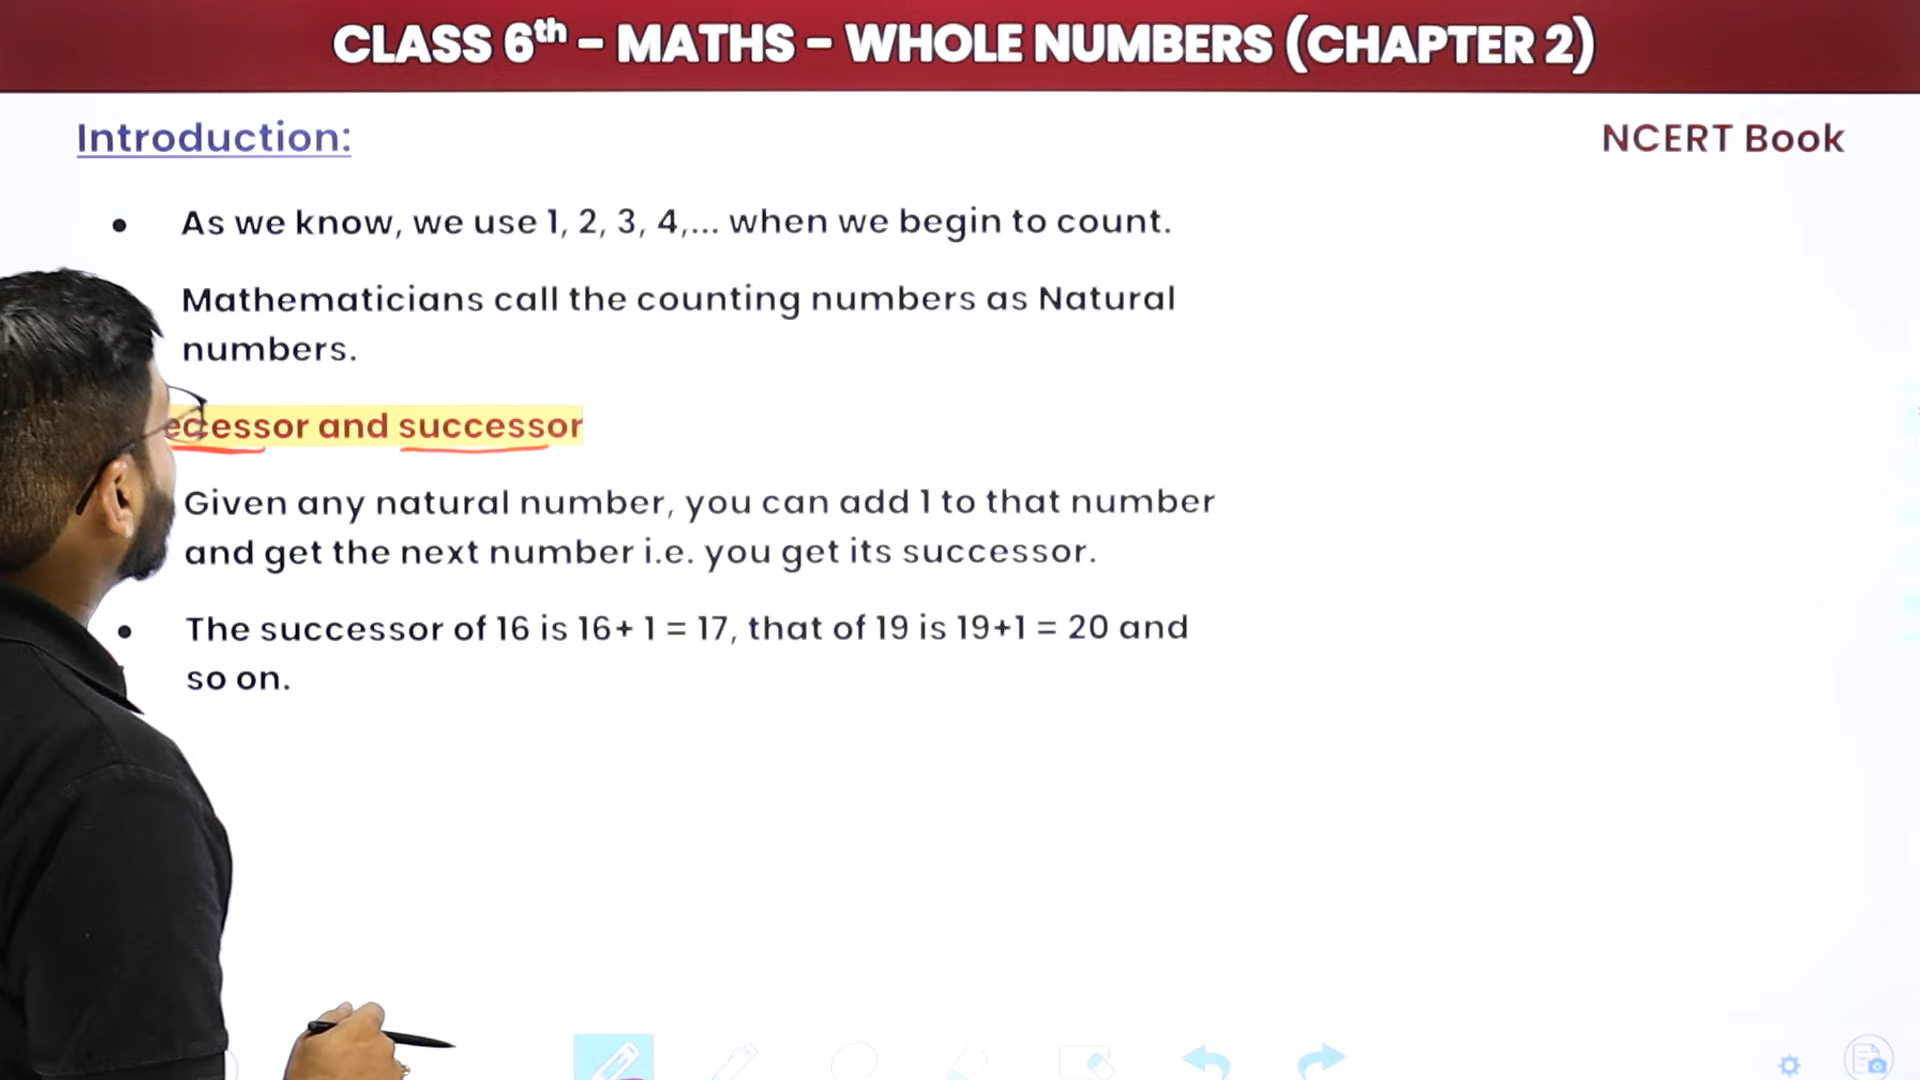 CLASS 6th - MATHS - WHOLE NUMBERS (CHAPTER 2)
Introduction:
NCERT Book
• As we know, we use 1, 2, 3, 4,... when we begin to count.
Mathematicians call the counting numbers as Natural
numbers.
and successor
Given any natural number, you can add 1 to that number
and get the next number i.e. you get its successor.
• The successor of 16 is 16+ 1 = 17, that of 19 is 19+1 = 20 and
so on.